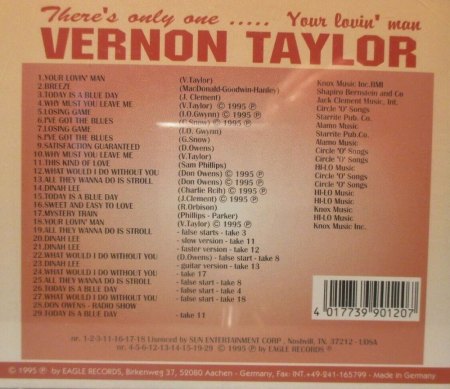 There's only one ..... Your lovin' man
VERNON TAYLOR
1.YOUR LOVIN' MAN (V.Taylor) Knox Music Inc.BMI
2.BREEZE (MacDonald-Goodwin-Hanley) Shapiro Bernstein and Co
3.TODAY IS A BLUE DAY (J. Clement) Jack Clement Music, Int.
4.WHY MUST YOU LEAVE ME (V.Taylor) © 1995 ℗ Circle 'O' Songs
5.LOSING GAME (I.O.Gwynn) © 1995 ℗ Starrite Pub. Co.
6.I'VE GOT THE BLUES (G.Snow) © 1995 ℗ Alamo Music
7.LOSING GAME (I.O. Gwynn) Starrite Pub.Co.
8.I'VE GOT THE BLUES (G.Snow) Alamo Music
9.SATISFACTION GUARANTEED (D.Owens) Circle 'O' Songs
10.WHY MUST YOU LEAVE ME (V.Taylor) Circle 'O' Songs
11.THIS KIND OF LOVE (Sam Phillips) HI-LO Music
12.WHAT WOULD I DO WITHOUT YOU (Don Owens) © 1995 ℗ Circle 'O' Songs
13.ALL THEY WANNA DO IS STROLL (Don Owens) © 1995 ℗ Circle 'O' Songs
14.DINAH LEE (Charlie Rcih) © 1995 ℗ Circle 'O' Songs
15.TODAY IS A BLUE DAY (J.Clement) © 1995 ℗ HI-LO Music
16.SWEET AND EASY TO LOVE (R.Orbison) HI-LO Music
17.MYSTERY TRAIN (Phillips - Parker) HI-LO Music
18.YOUR LOVIN' MAN (V.Taylor) © 1995 ℗ Knox Music Inc.
19.ALL THEY WANNA DO IS STROLL - false starts - take 3
20.DINAH LEE - slow version - take 11
21.DINAH LEE - faster version - take 12
22.WHAT WOULD I DO WITHOUT YOU (D.Owens) - false start - take 8
23.DINAH LEE - guitar version - take 13
24.WHAT WOULD I DO WITHOUT YOU - take 17
25.ALL THEY WANNA DO IS STROLL - false start - take 8
26.TODAY IS A BLUE DAY - false start - take 4
27.WHAT WOULD I DO WITHOUT YOU - false start - take 18
28.DON OWENS - RADIO SHOW
29.TODAY IS A BLUE DAY - take 11
4 017739 901207
nr. 1-2-3-11-16-17-18 Licenced by SUN ENTERTAINMENT CORP., Nashvill, TN, 37212 - USA
nr. 4-5-6-12-13-14-15-19-29 © 1995 ℗ by EAGLE RECORDS ®
© 1995 ℗ by EAGLE RECORDS, Birkenweg 37, 52080 Aachen - Germany, Fax: INT.+49-241-165799 - Made in Germany